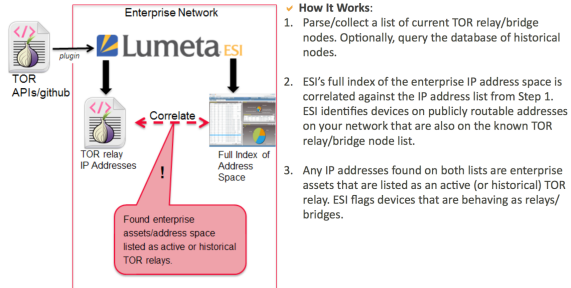 Enterprise Network
plugin
Lumeta ESI
TOR
APIs/github
Correlate
TOR relay
IP Addresses
Full Index of
Address
Space
!
Found enterprise
assets/address space
listed as active or historical
TOR relays.
✓ How It Works:
1. Parse/collect a list of current TOR relay/bridge
nodes. Optionally, query the database of historical
nodes.
2. ESI's full index of the enterprise IP address space is
correlated against the IP address list from Step 1.
ESI identifies devices on publicly routable addresses
on your network that are also on the known TOR
relay/bridge node list.
3. Any IP addresses found on both lists are enterprise
assets that are listed as an active (or historical) TOR
relay. ESI flags devices that are behaving as relays/
bridges.